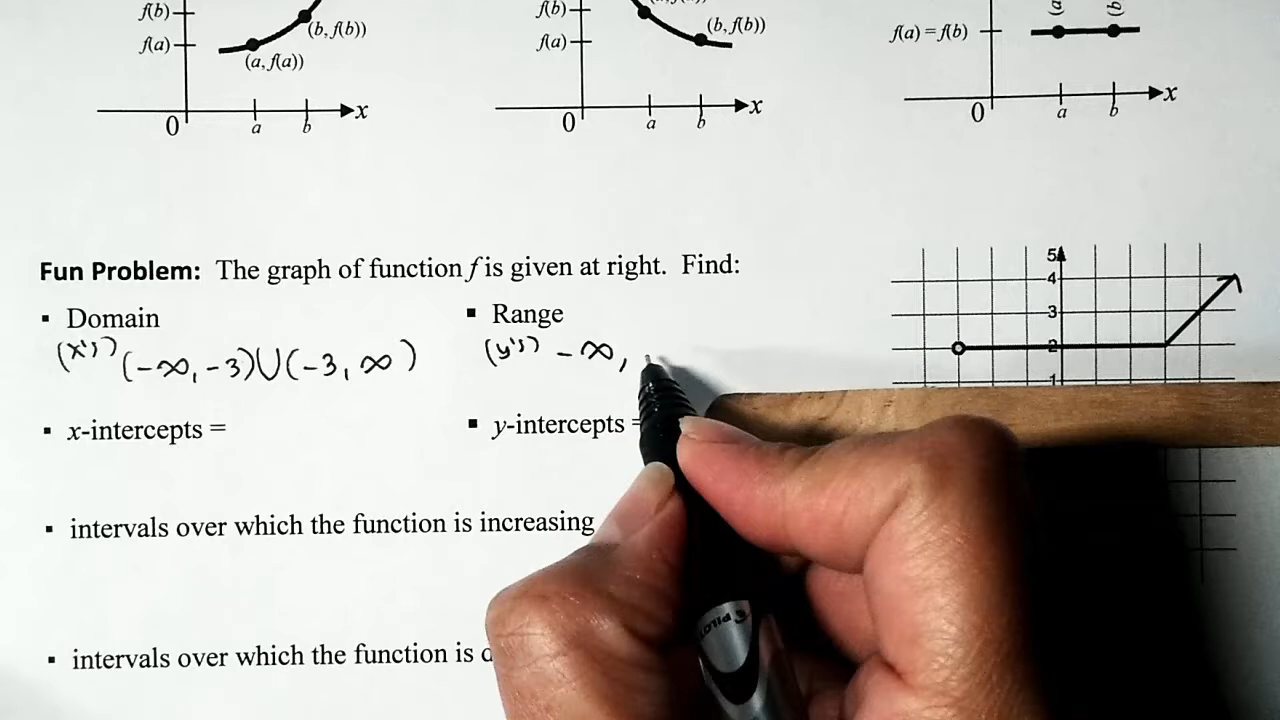 f(b)
f(a)
(b, f(b))
(a, f(a))
0
a
b
x
f(b)
f(a)
(b, f(b))
0
a
b
x
f(a) = f(b)
(a
(b
0
a
b
x
Fun Problem: The graph of function f is given at right. Find:
▪ Domain
(x's) (-∞, -3)∪(-3, ∞)
▪ Range
(y's) -∞,
5
4
3
2
1
▪ x-intercepts =
▪ y-intercepts =
▪ intervals over which the function is increasing
▪ intervals over which the function is
PILO